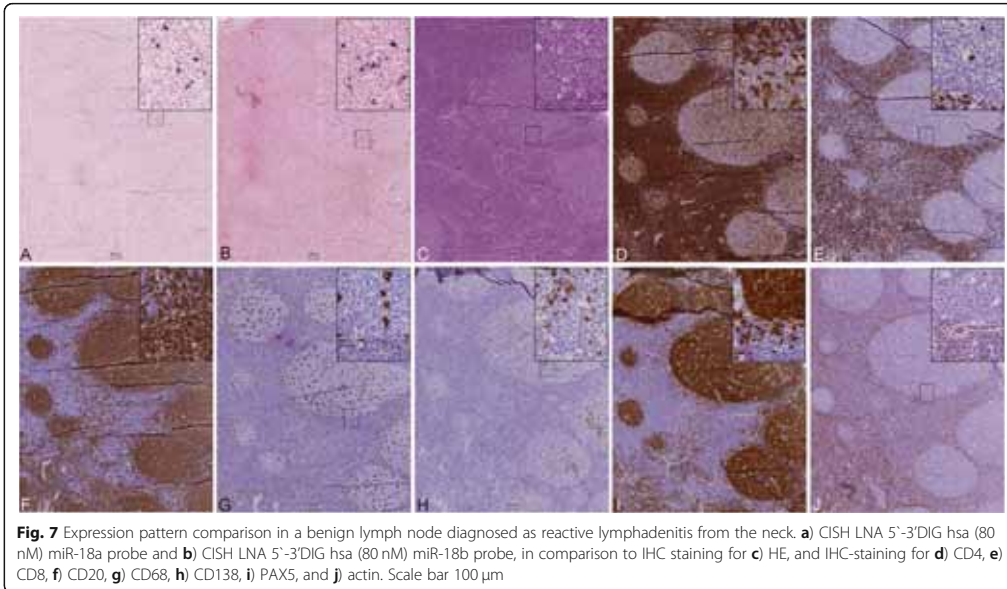 A
B
C
D
E
F
G
H
I
J
Fig. 7 Expression pattern comparison in a benign lymph node diagnosed as reactive lymphadenitis from the neck. a) CISH LNA 5`-3’DIG hsa (80
nM) miR-18a probe and b) CISH LNA 5`-3’DIG hsa (80 nM) miR-18b probe, in comparison to IHC staining for c) HE, and IHC-staining for d) CD4, e)
CD8, f) CD20, g) CD68, h) CD138, i) PAX5, and j) actin. Scale bar 100 μm